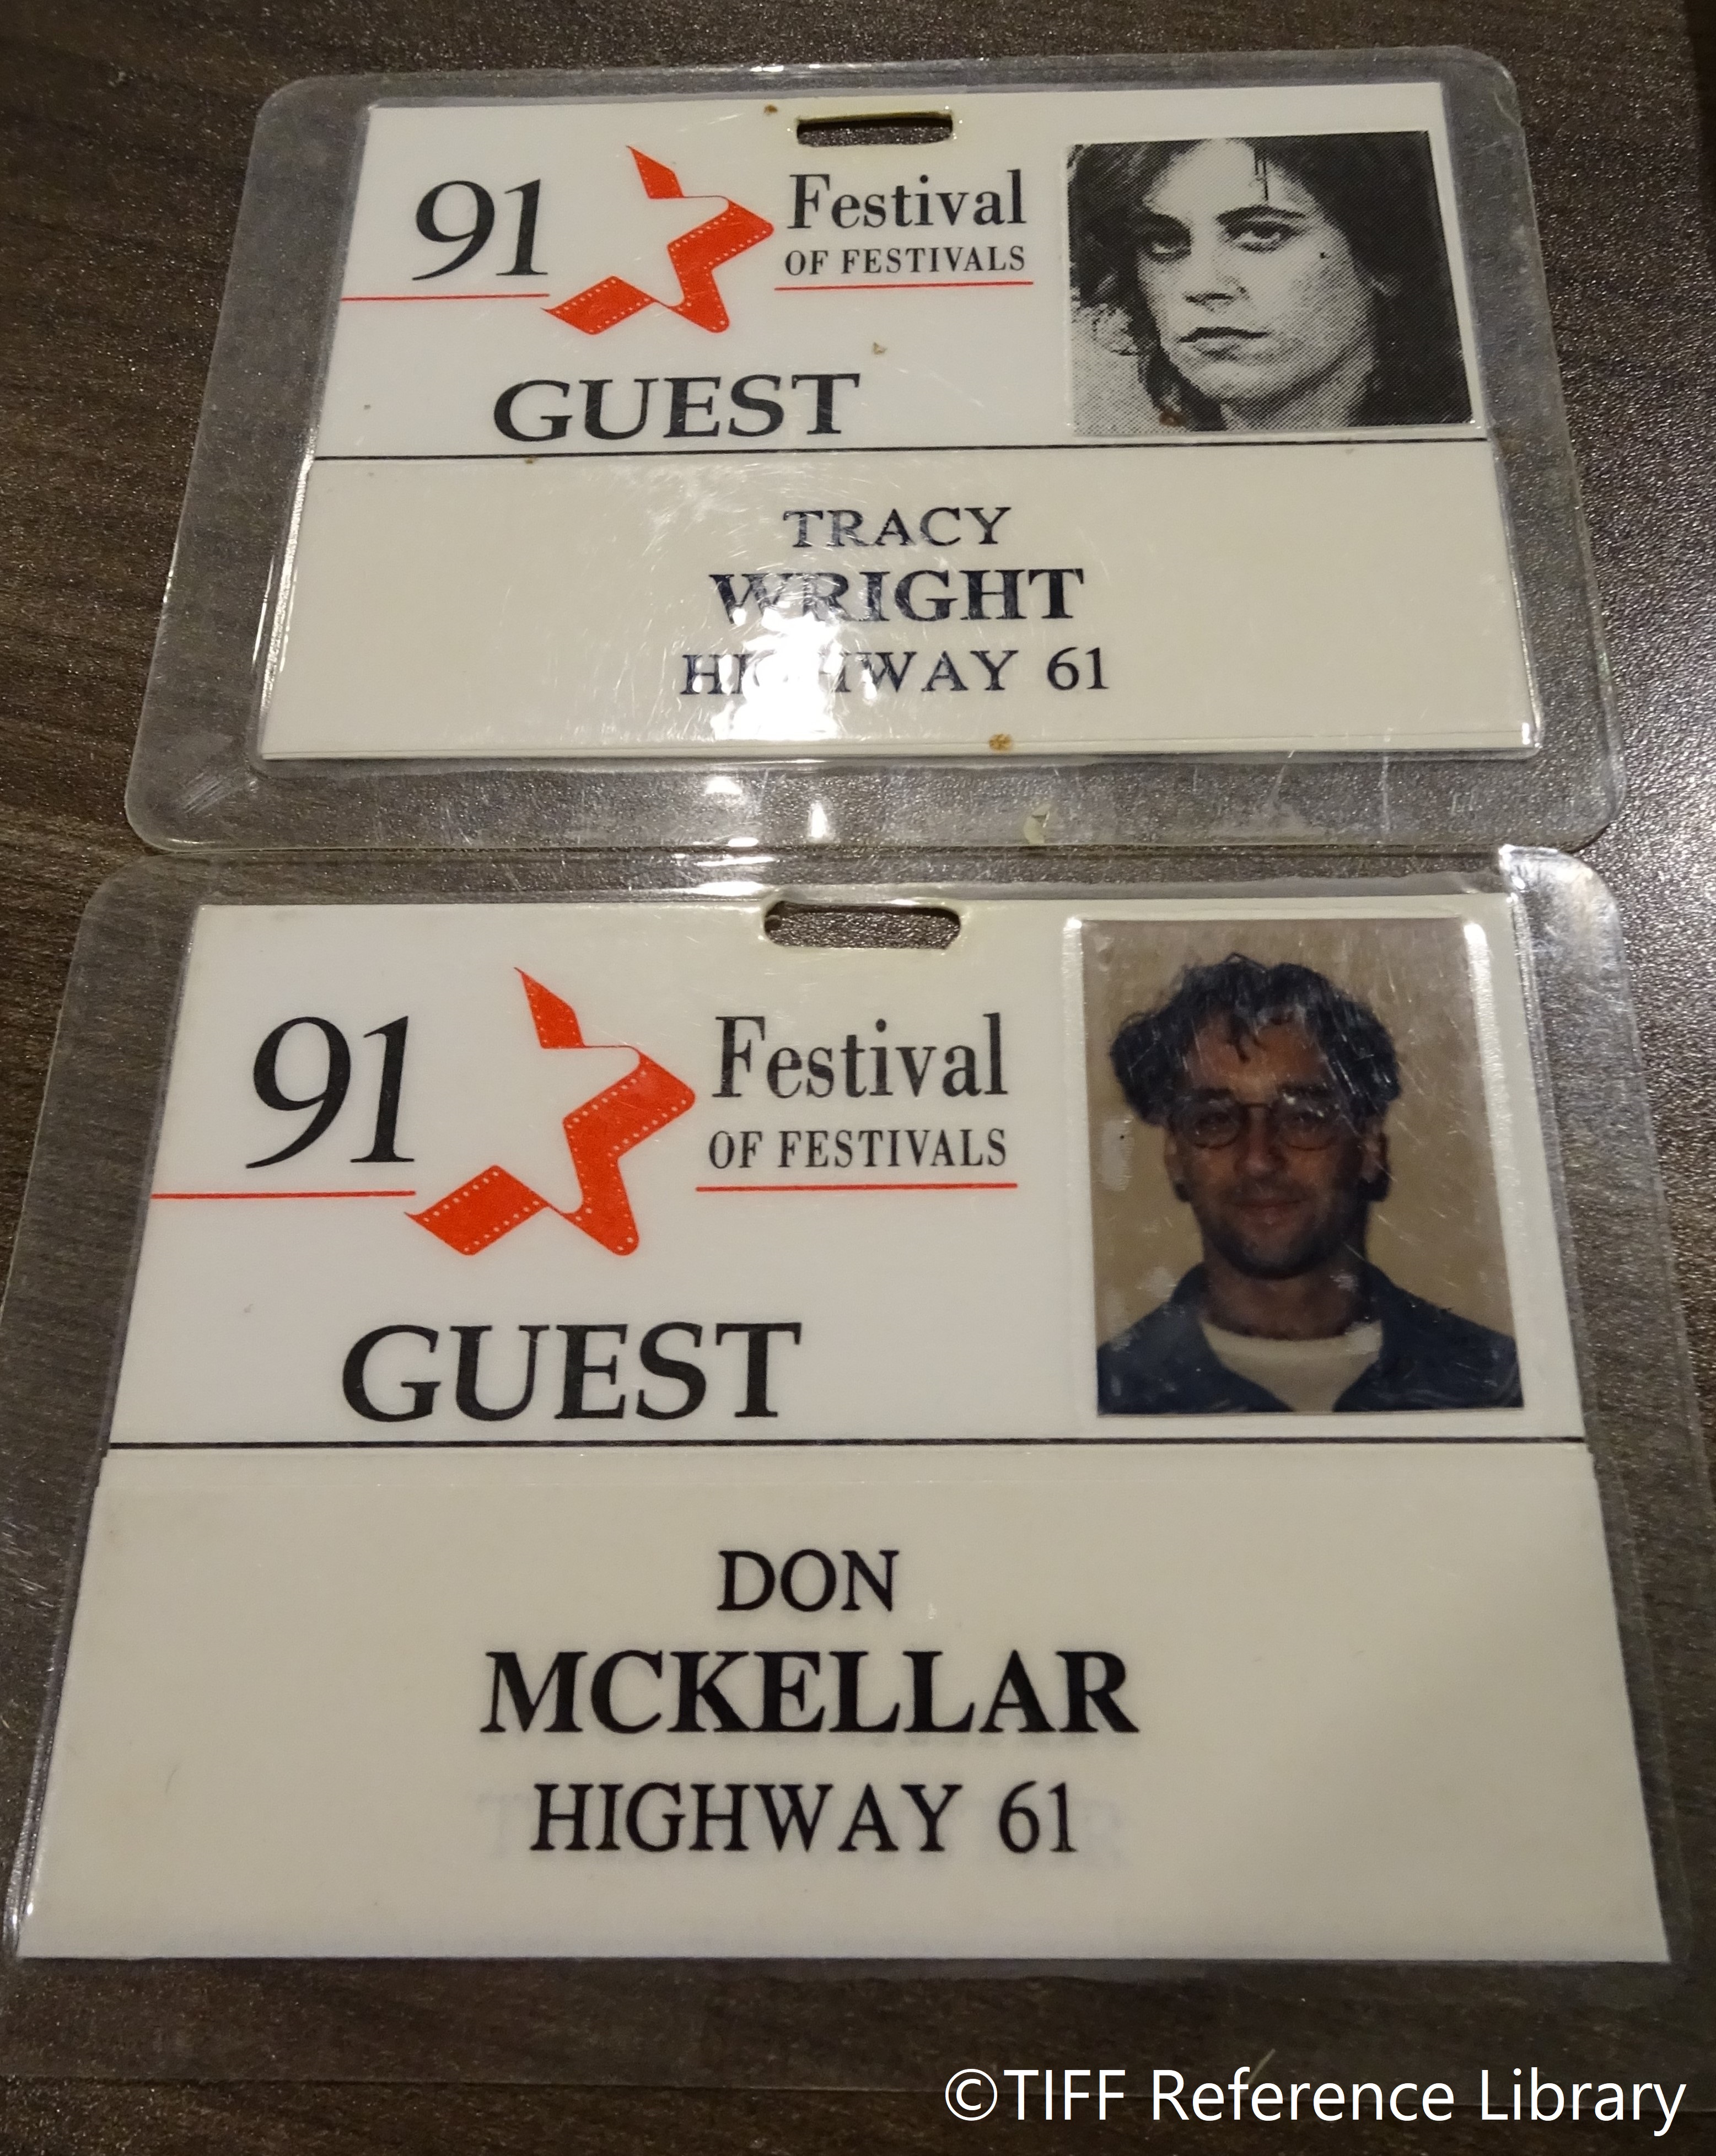 91 Festival
OF FESTIVALS
GUEST
TRACY
WRIGHT
HIGHWAY 61
91 Festival
OF FESTIVALS
GUEST
DON
MCKELLAR
HIGHWAY 61
©TIFF Reference Library